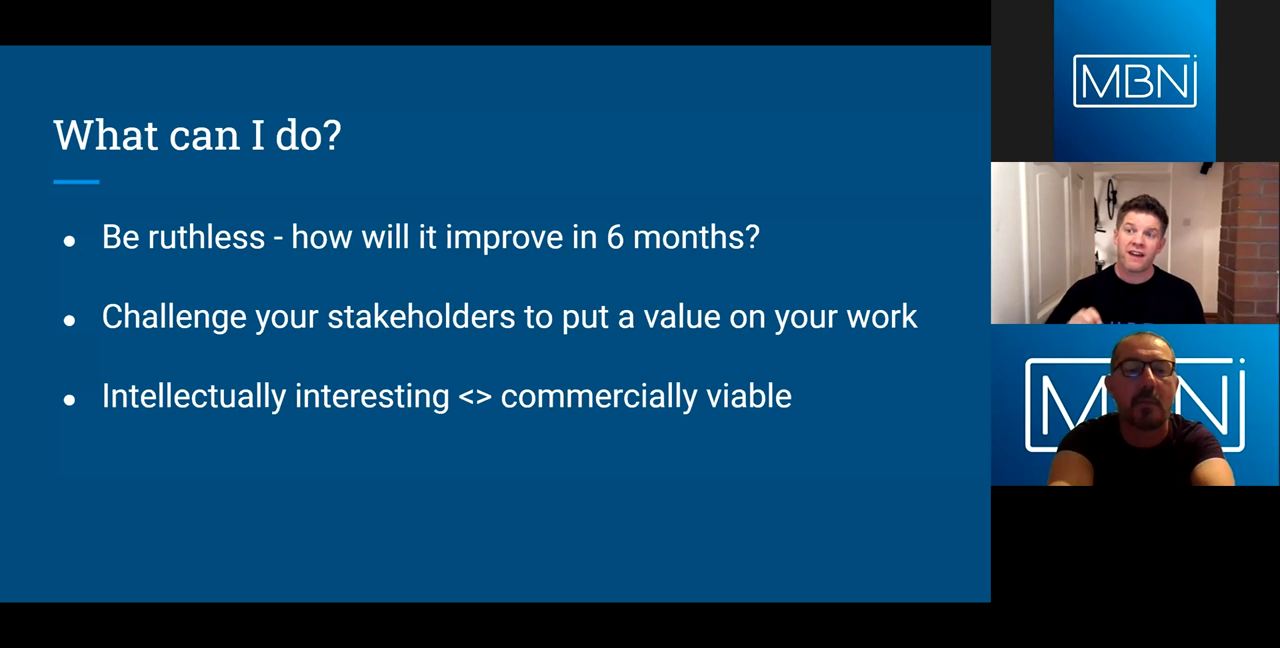 What can I do?
● Be ruthless - how will it improve in 6 months?
● Challenge your stakeholders to put a value on your work
● Intellectually interesting <> commercially viable
MBN
MBN